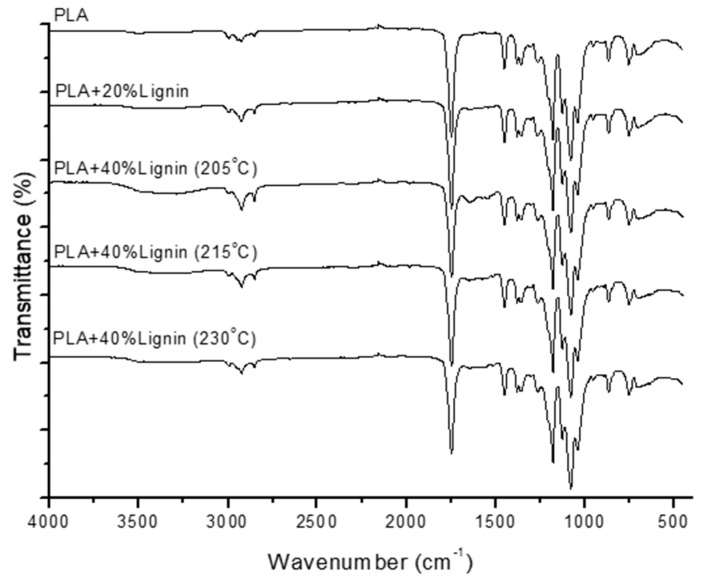 PLA
PLA+20%Lignin
PLA+40%Lignin (205°C)
PLA+40%Lignin (215°C)
PLA+40%Lignin (230°C)
Transmittance (%)
4000 3500 3000 2500 2000 1500 1000 500
Wavenumber (cm⁻¹)